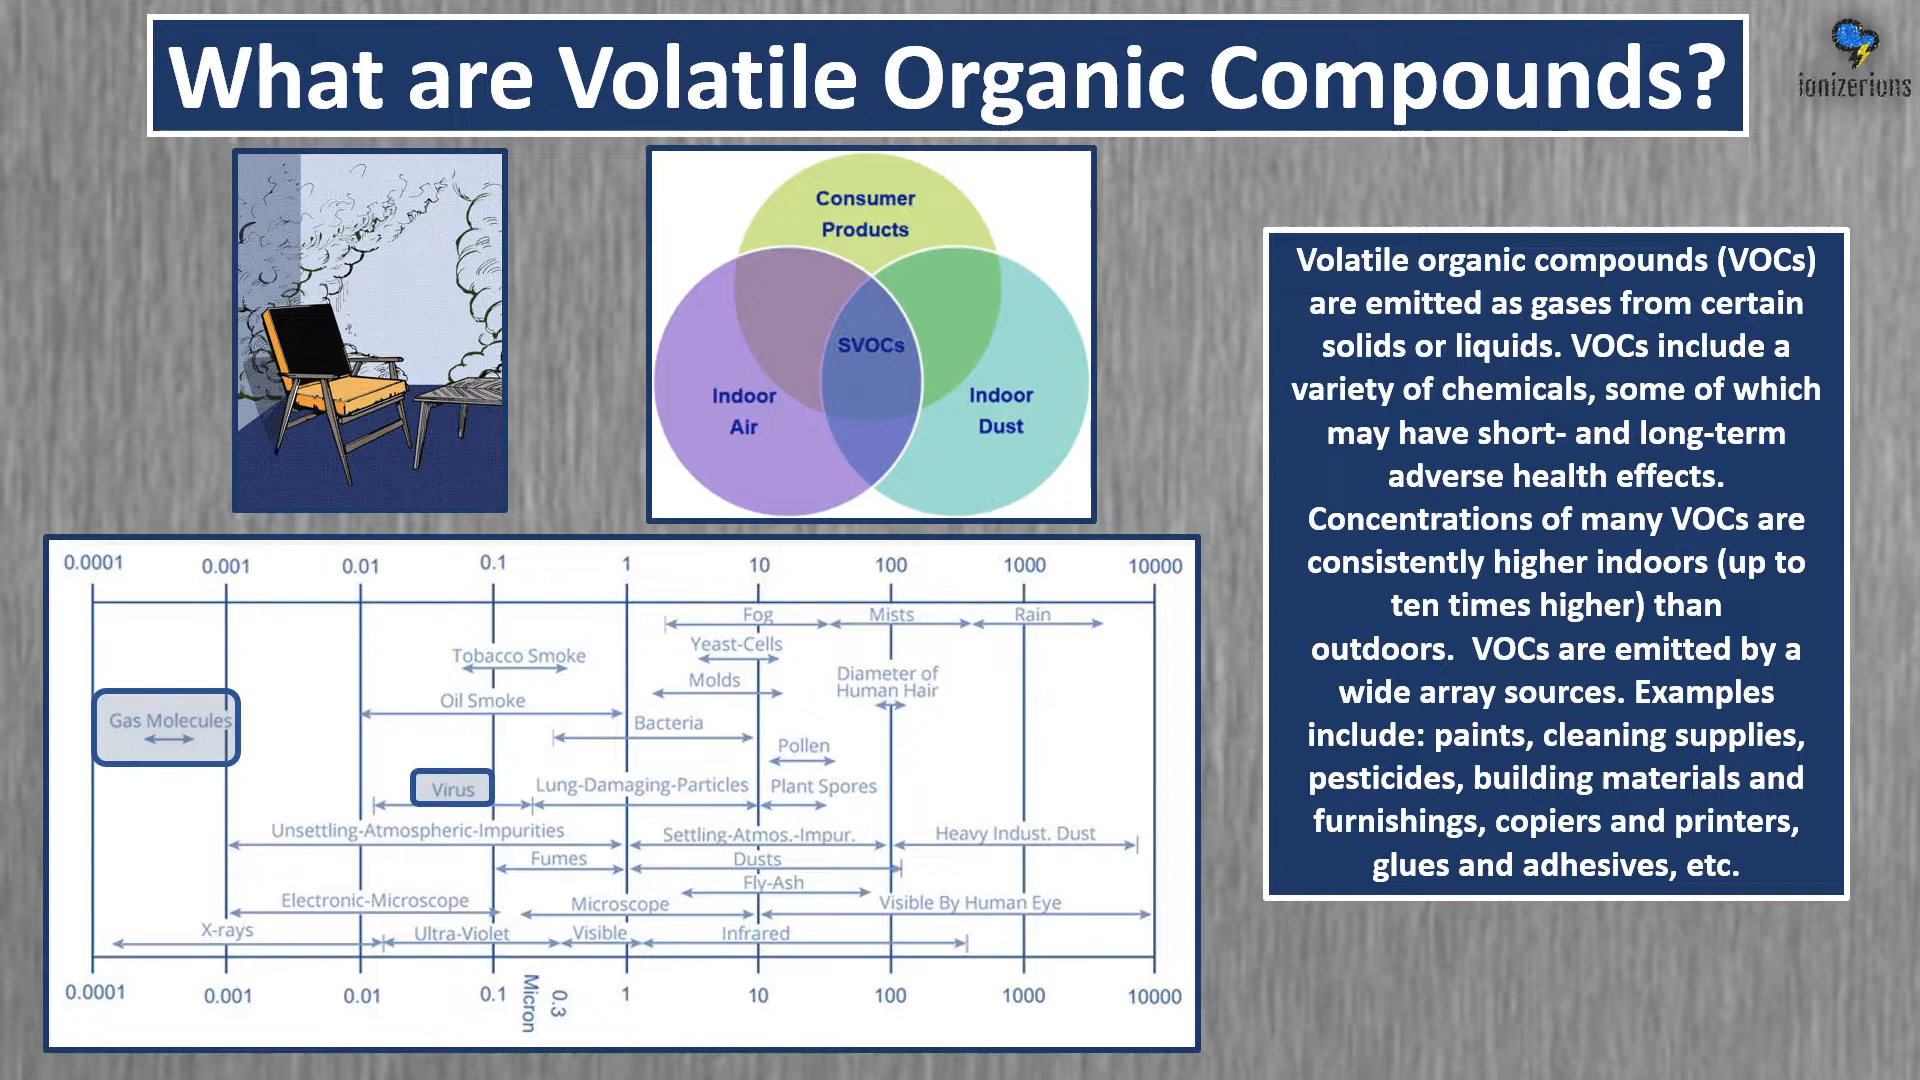 What are Volatile Organic Compounds?
ionizerions
Consumer
Products
SVOCs
Indoor
Air
Indoor
Dust
Volatile organic compounds (VOCs)
are emitted as gases from certain
solids or liquids. VOCs include a
variety of chemicals, some of which
may have short- and long-term
adverse health effects.
Concentrations of many VOCs are
consistently higher indoors (up to
ten times higher) than
outdoors.  VOCs are emitted by a
wide array sources. Examples
include: paints, cleaning supplies,
pesticides, building materials and
furnishings, copiers and printers,
glues and adhesives, etc.
0.0001 0.001 0.01 0.1 1 10 100 1000 10000
Fog Mists Rain
Yeast-Cells
Tobacco Smoke
Diameter of
Human Hair
Molds
Oil Smoke
Gas Molecules
Bacteria
Pollen
Virus
Lung-Damaging-Particles
Plant Spores
Unsettling-Atmospheric-Impurities
Settling-Atmos.-Impur.
Heavy Indust. Dust
Fumes
Dusts
Fly-Ash
Electronic-Microscope
Microscope
Visible By Human Eye
X-rays
Ultra-Violet
Visible
Infrared
0.0001 0.001 0.01 0.1 1 10 100 1000 10000
0.3
Micron